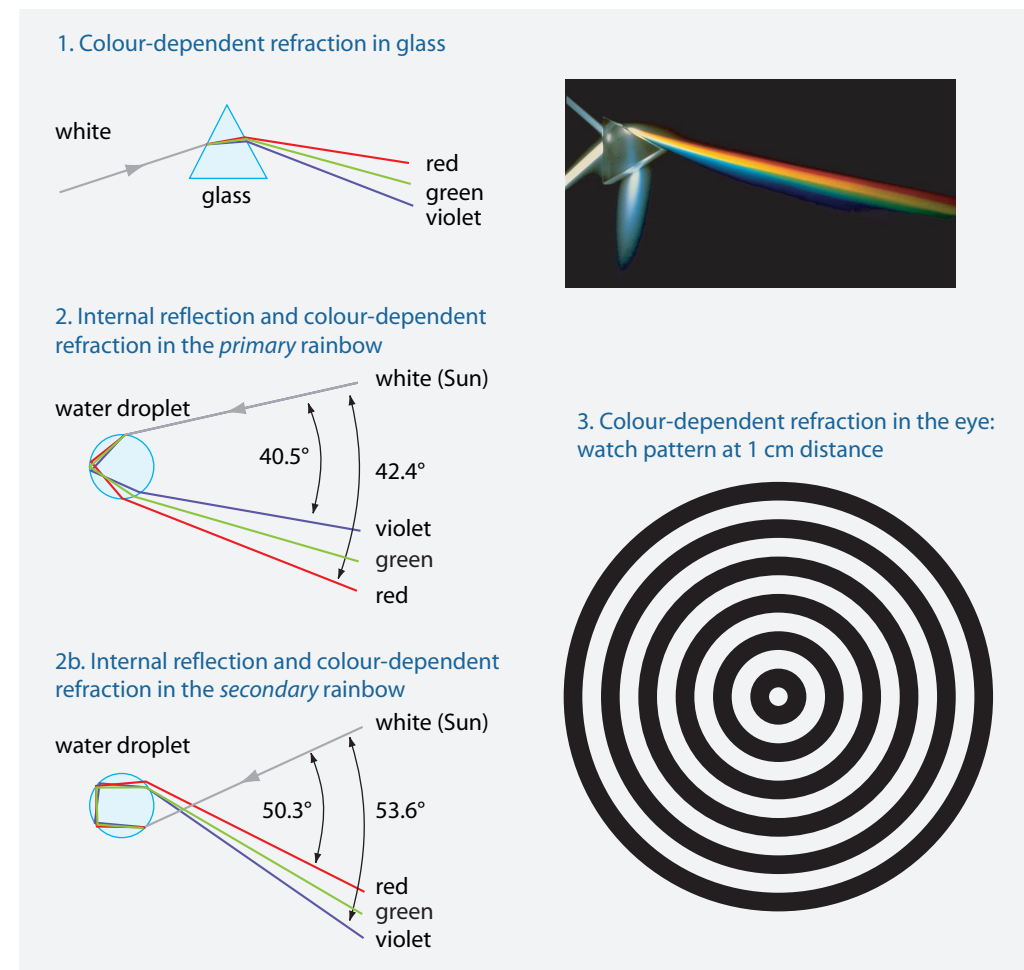 1. Colour-dependent refraction in glass
white
glass
red
green
violet
2. Internal reflection and colour-dependent
refraction in the primary rainbow
white (Sun)
water droplet
40.5°
42.4°
violet
green
red
2b. Internal reflection and colour-dependent
refraction in the secondary rainbow
white (Sun)
water droplet
50.3°
53.6°
red
green
violet
3. Colour-dependent refraction in the eye:
watch pattern at 1 cm distance